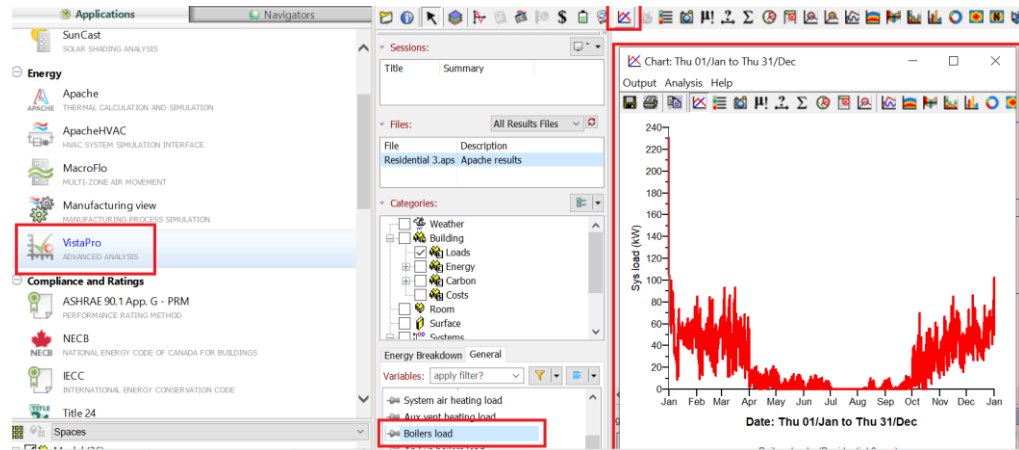 Applications
Navigators
SunCast
SOLAR SHADING ANALYSIS
Energy
Apache
APACHE THERMAL CALCULATION AND SIMULATION
ApacheHVAC
HVAC SYSTEM SIMULATION INTERFACE
MacroFlo
MULTI-ZONE AIR MOVEMENT
Manufacturing view
MANUFACTURING PROCESS SIMULATION
VistaPro
ADVANCED ANALYSIS
Compliance and Ratings
ASHRAE 90.1 App. G - PRM
PERFORMANCE RATING METHOD
NECB
NECB NATIONAL ENERGY CODE OF CANADA FOR BUILDINGS
IECC
INTERNATIONAL ENERGY CONSERVATION CODE
TITLE
24 Title 24
Spaces
Sessions:
Title Summary
Files: All Results Files
File Description
Residential 3.aps Apache results
Categories:
Weather
Building
Loads
Energy
Carbon
Costs
Room
Surface
Systems
Energy Breakdown General
Variables: apply filter?
System air heating load
Aux vent heating load
Boilers load
Chart: Thu 01/Jan to Thu 31/Dec
Output Analysis Help
240
220
200
180
160
140
120
100
80
60
40
20
0
Sys load (kW)
Jan Feb Mar Apr May Jun Jul Aug Sep Oct Nov Dec Jan
Date: Thu 01/Jan to Thu 31/Dec